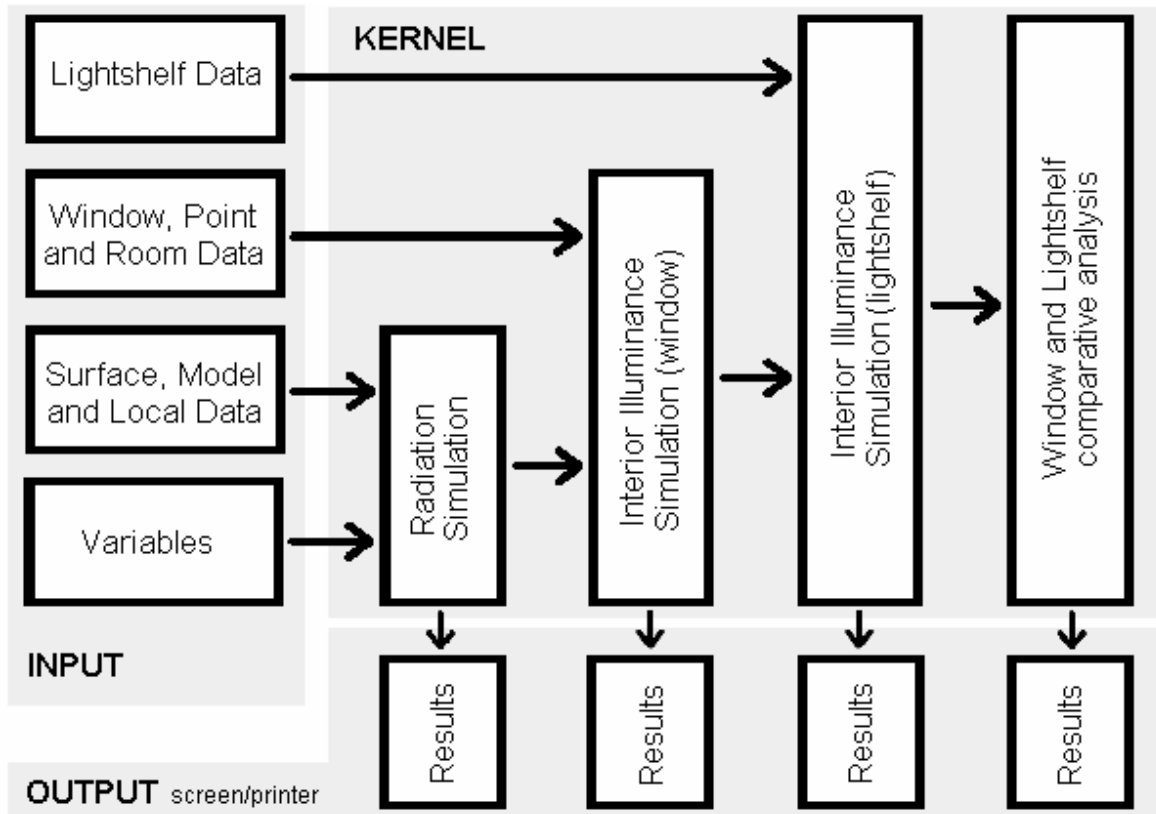 KERNEL
Lightshelf Data
Window, Point
and Room Data
Surface, Model
and Local Data
Variables
INPUT
Radiation
Simulation
Interior Illuminance
Simulation (window)
Interior Illuminance
Simulation (lightshelf)
Window and Lightshelf
comparative analysis
Results
Results
Results
Results
OUTPUT screen/printer